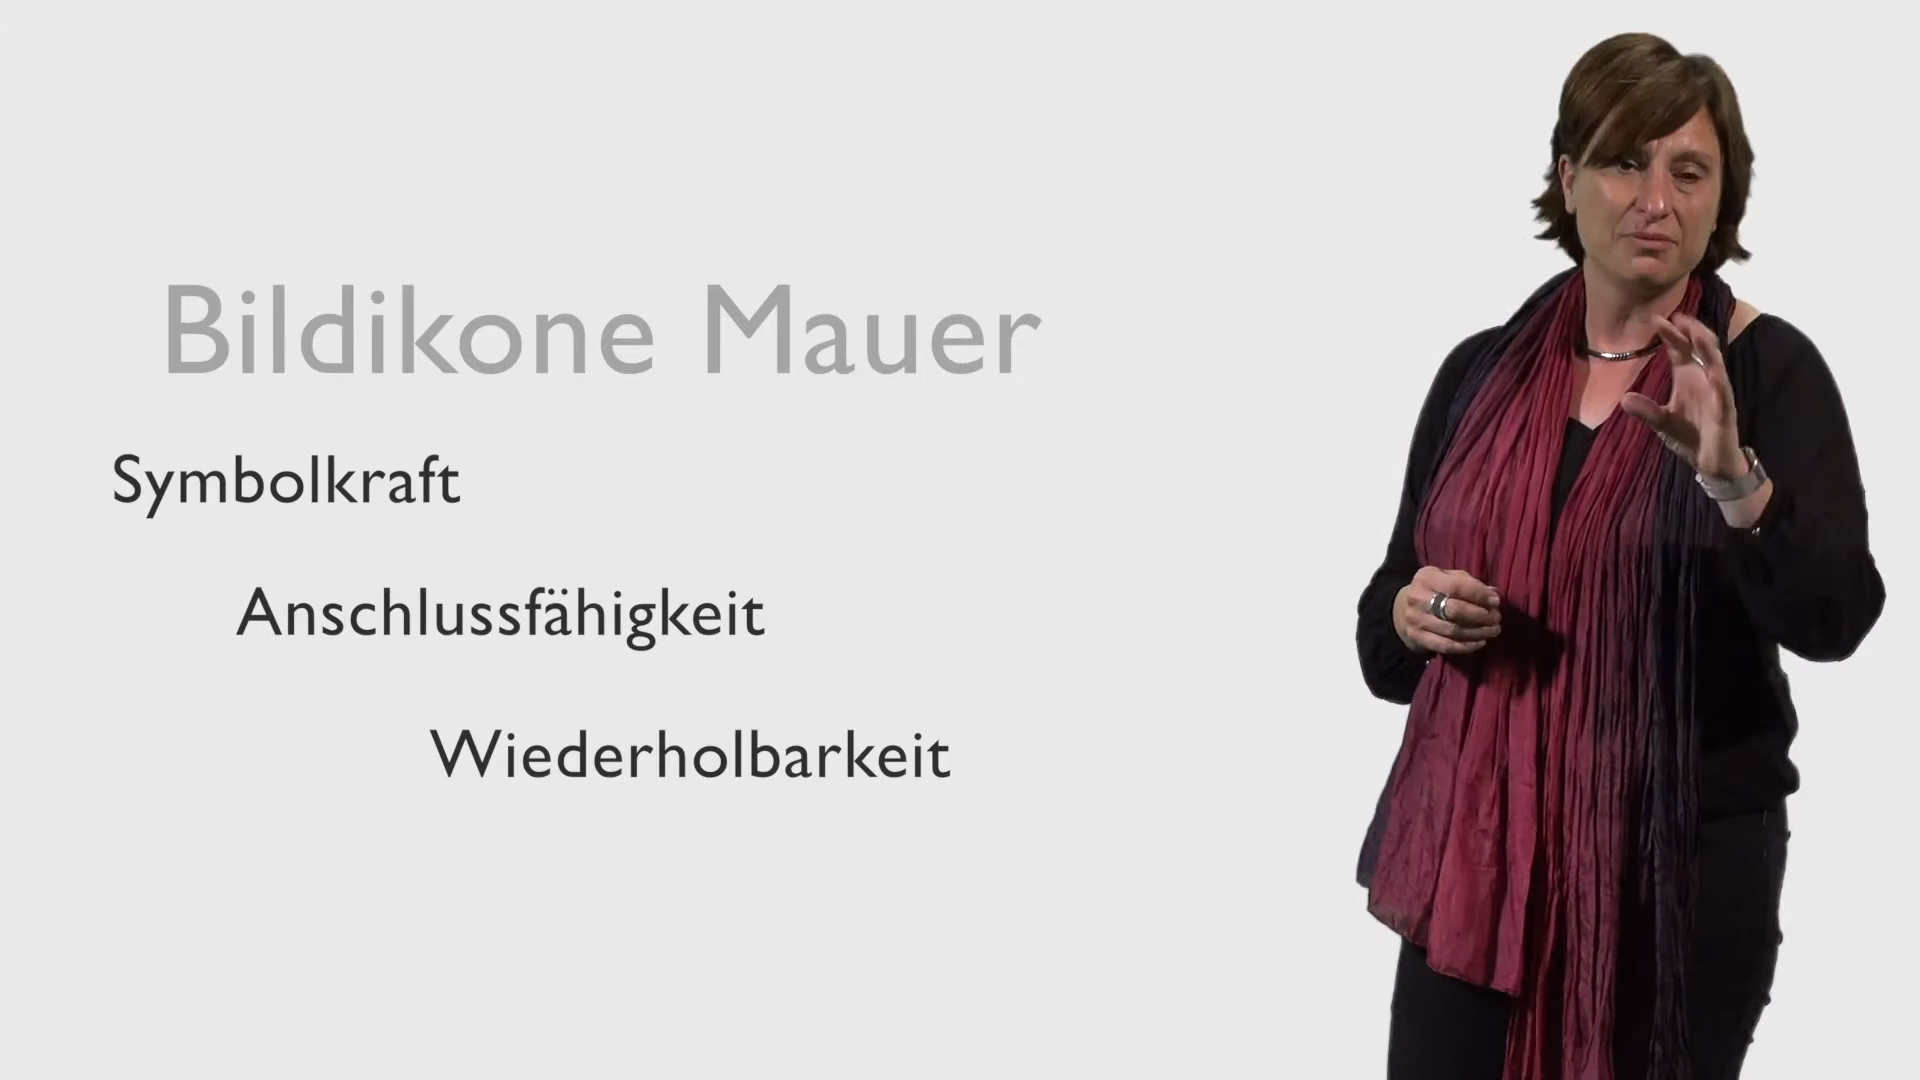 Bildikone Mauer
Symbolkraft
Anschlussfähigkeit
Wiederholbarkeit